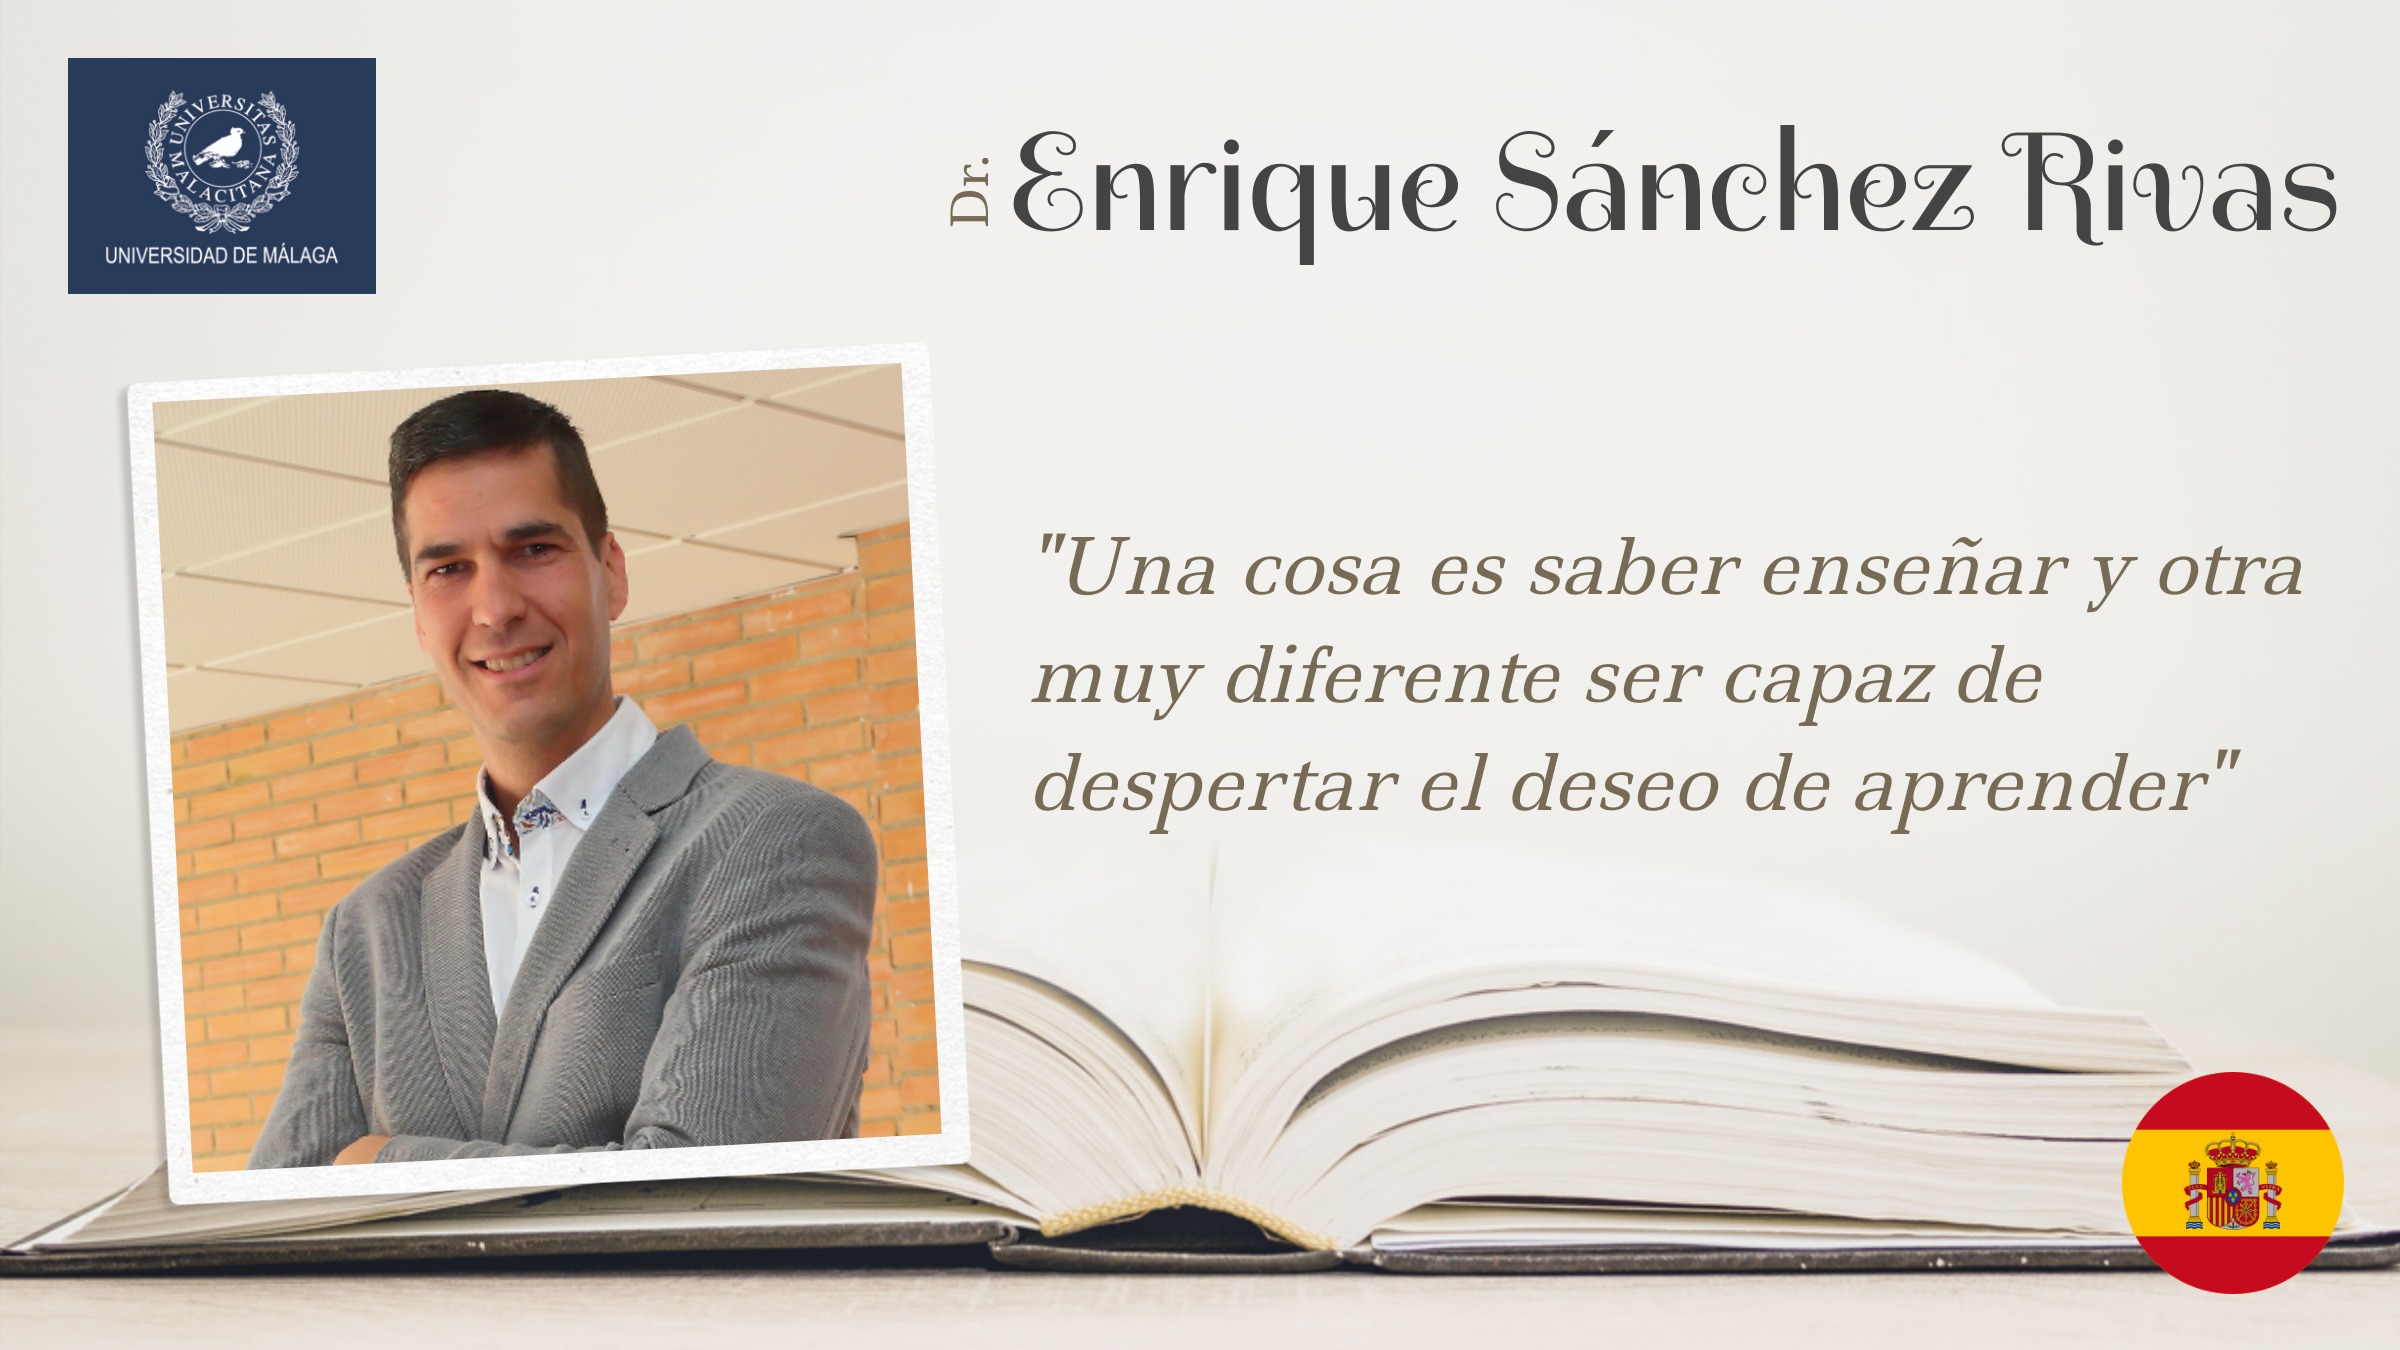 UNIVERSITAS MALACITANAS
UNIVERSIDAD DE MÁLAGA
Dr. Enrique Sánchez Rivas
"Una cosa es saber enseñar y otra
muy diferente ser capaz de
despertar el deseo de aprender"